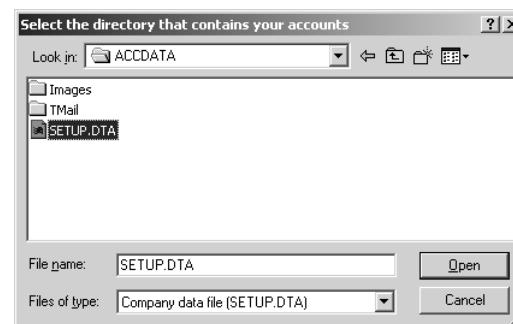 Select the directory that contains your accounts
Look in: ACCDATA
Images
TMail
SETUP.DTA
File name: SETUP.DTA Open
Files of type: Company data file (SETUP.DTA) Cancel